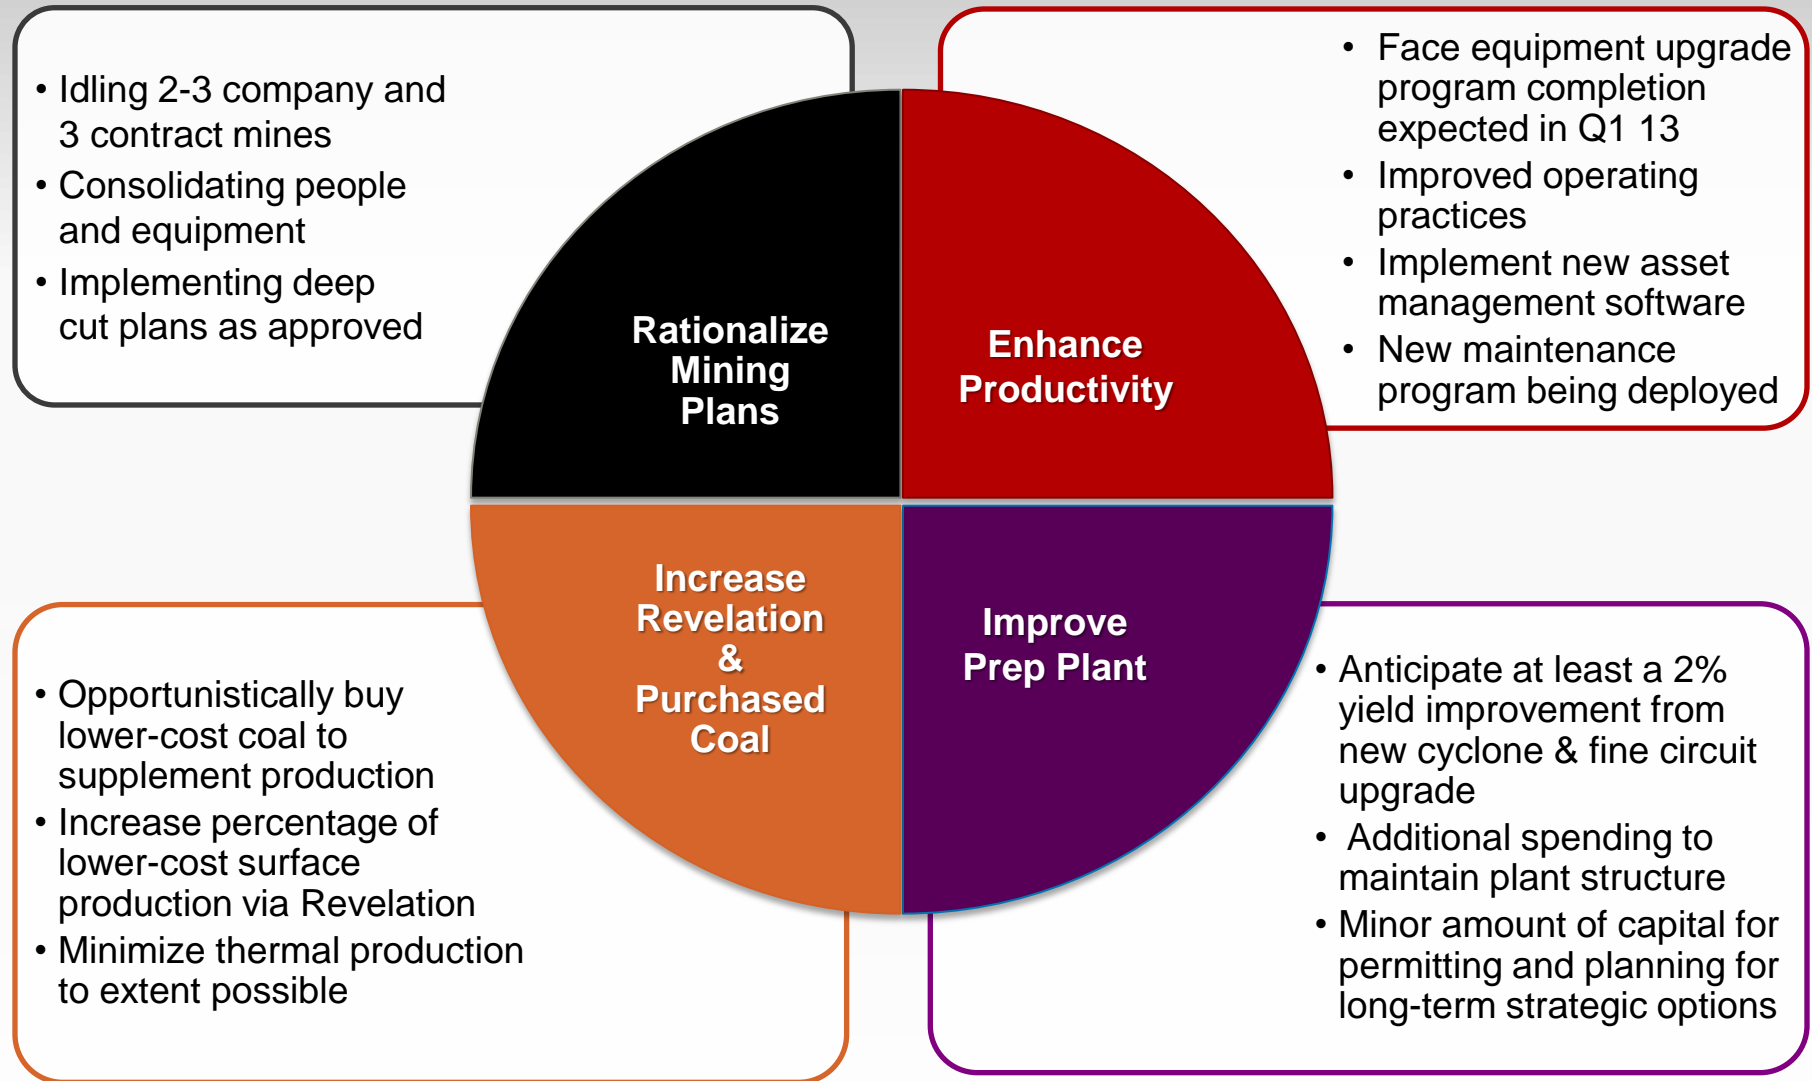 • Idling 2-3 company and
3 contract mines
• Consolidating people
and equipment
• Implementing deep
cut plans as approved
• Face equipment upgrade
program completion
expected in Q1 13
• Improved operating
practices
• Implement new asset
management software
• New maintenance
program being deployed
Rationalize
Mining
Plans
Enhance
Productivity
Increase
Revelation
&
Purchased
Coal
Improve
Prep Plant
• Opportunistically buy
lower-cost coal to
supplement production
• Increase percentage of
lower-cost surface
production via Revelation
• Minimize thermal production
to extent possible
• Anticipate at least a 2%
yield improvement from
new cyclone & fine circuit
upgrade
• Additional spending to
maintain plant structure
• Minor amount of capital for
permitting and planning for
long-term strategic options